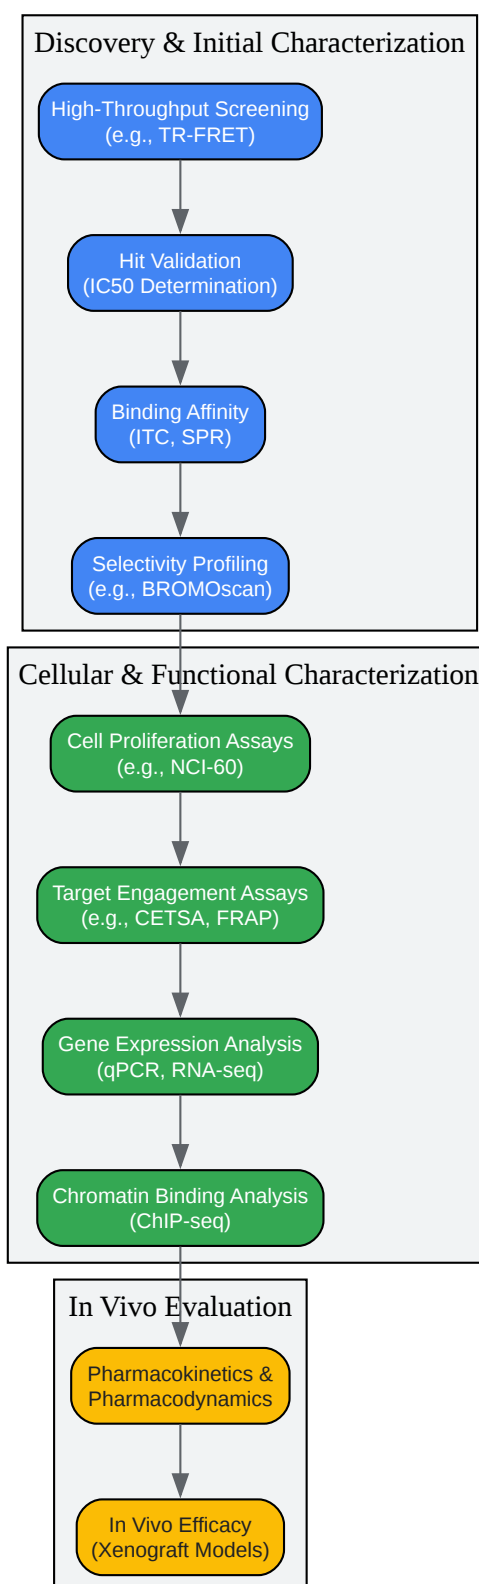 Discovery & Initial Characterization
High-Throughput Screening
(e.g., TR-FRET)
Hit Validation
(IC50 Determination)
Binding Affinity
(ITC, SPR)
Selectivity Profiling
(e.g., BROMOscan)
Cellular & Functional Characterization
Cell Proliferation Assays
(e.g., NCI-60)
Target Engagement Assays
(e.g., CETSA, FRAP)
Gene Expression Analysis
(qPCR, RNA-seq)
Chromatin Binding Analysis
(ChIP-seq)
In Vivo Evaluation
Pharmacokinetics &
Pharmacodynamics
In Vivo Efficacy
(Xenograft Models)